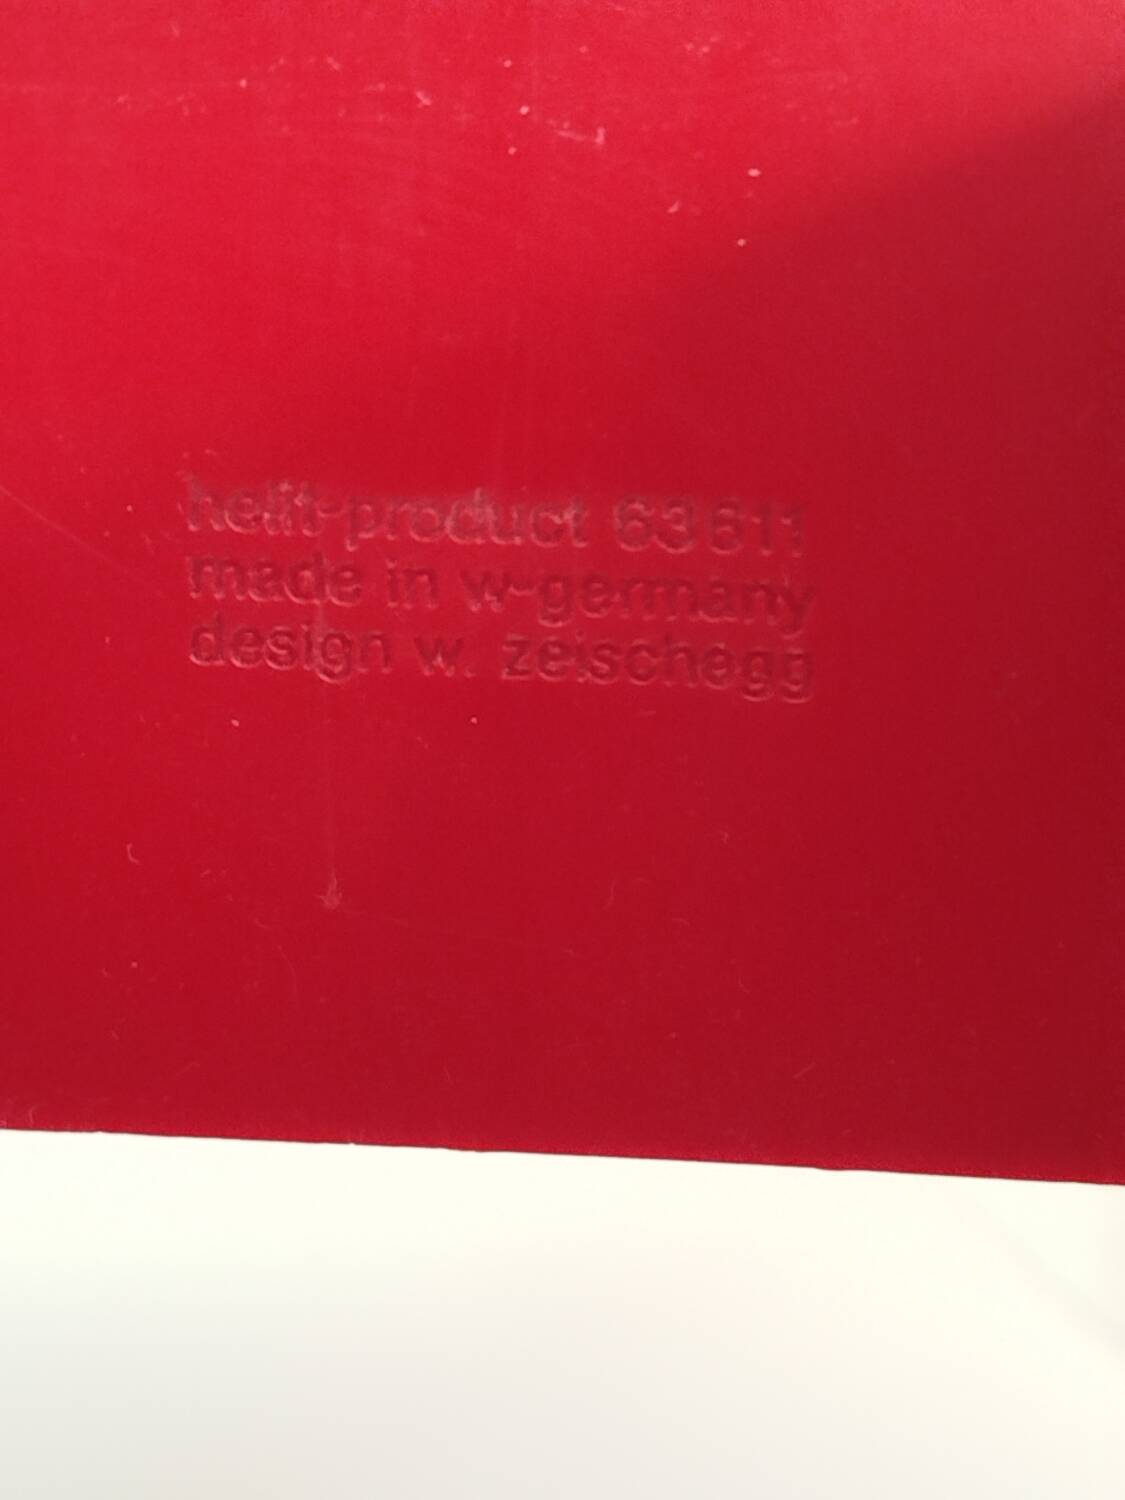 helit-product 63611
made in w-germany
design w. zeischegg